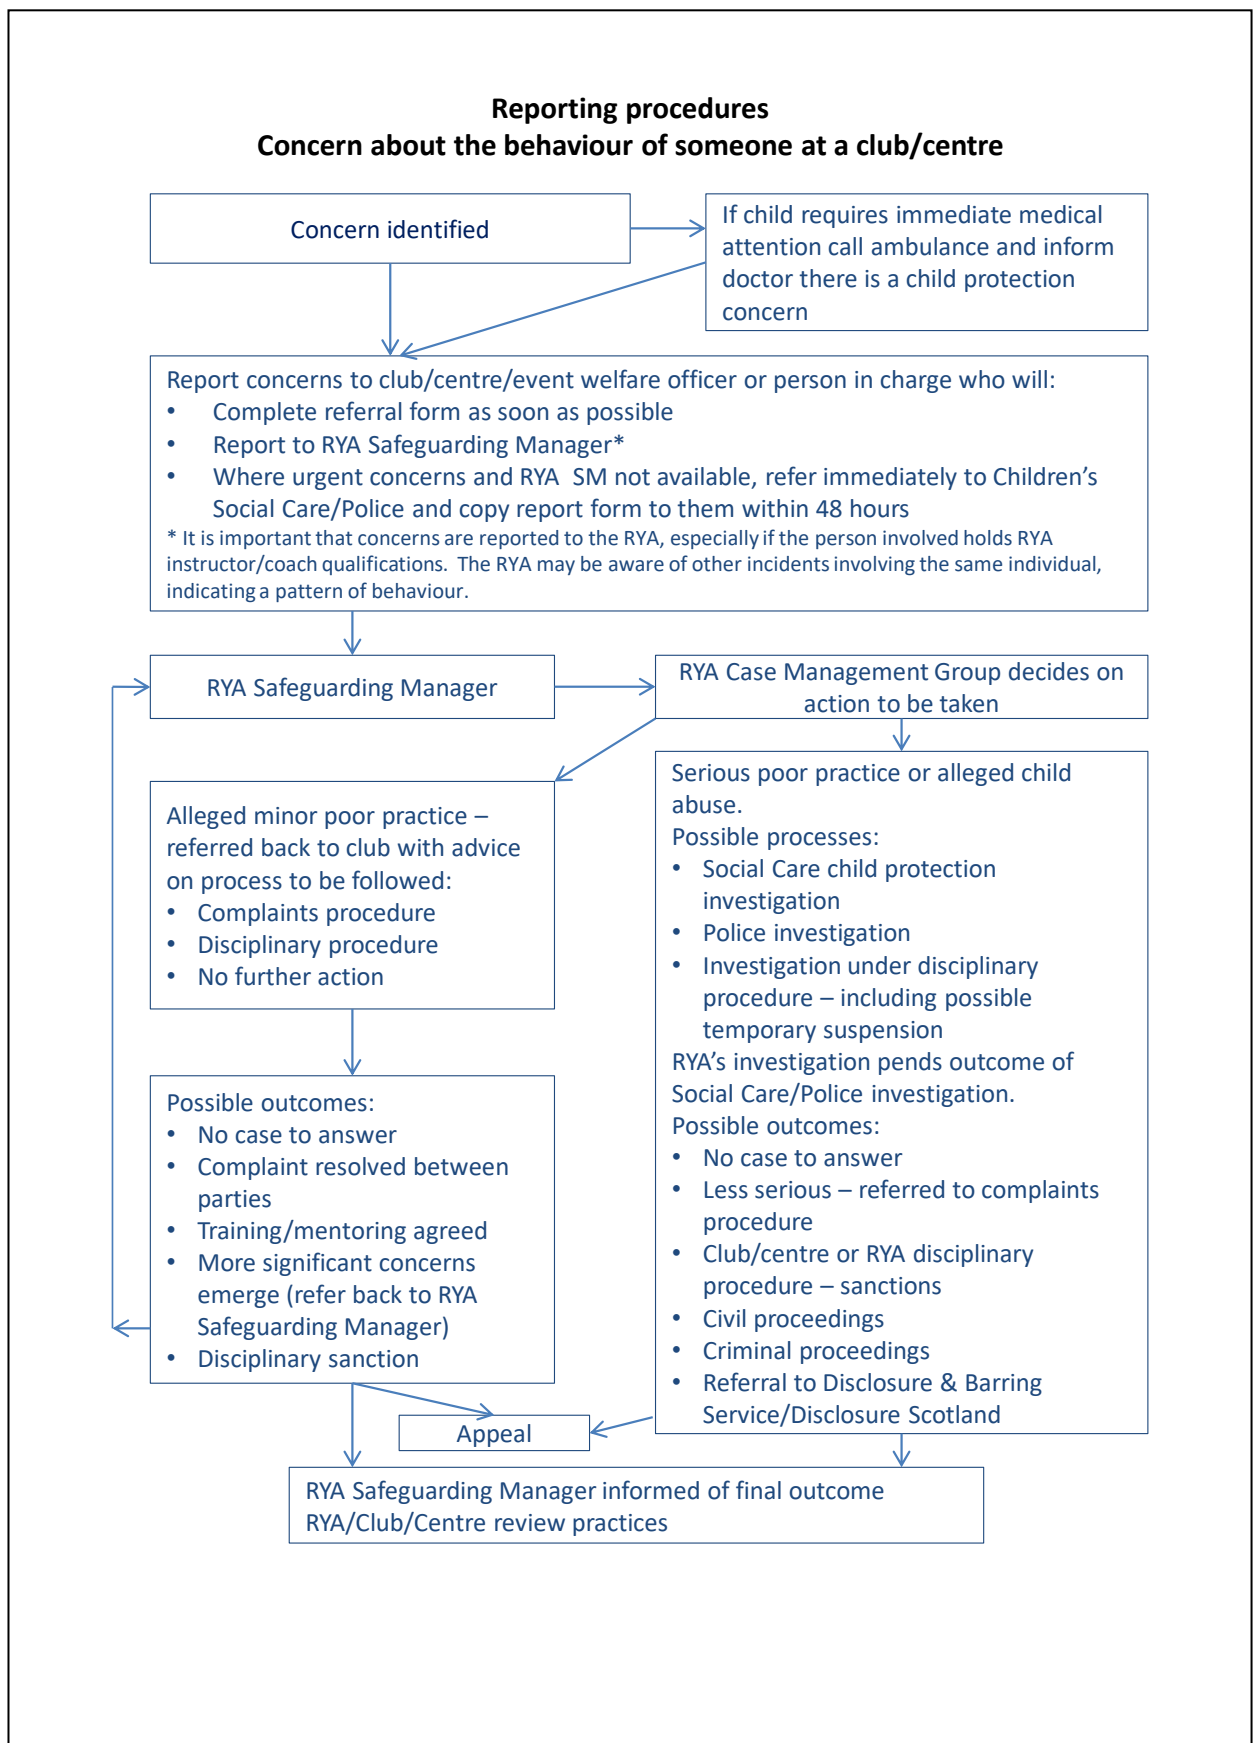 Reporting procedures
Concern about the behaviour of someone at a club/centre
Concern identified
If child requires immediate medical
attention call ambulance and inform
doctor there is a child protection
concern
Report concerns to club/centre/event welfare officer or person in charge who will:
• Complete referral form as soon as possible
• Report to RYA Safeguarding Manager*
• Where urgent concerns and RYA SM not available, refer immediately to Children’s
Social Care/Police and copy report form to them within 48 hours
* It is important that concerns are reported to the RYA, especially if the person involved holds RYA
instructor/coach qualifications. The RYA may be aware of other incidents involving the same individual,
indicating a pattern of behaviour.
RYA Safeguarding Manager
RYA Case Management Group decides on
action to be taken
Alleged minor poor practice –
referred back to club with advice
on process to be followed:
• Complaints procedure
• Disciplinary procedure
• No further action
Possible outcomes:
• No case to answer
• Complaint resolved between
parties
• Training/mentoring agreed
• More significant concerns
emerge (refer back to RYA
Safeguarding Manager)
• Disciplinary sanction
Serious poor practice or alleged child
abuse.
Possible processes:
• Social Care child protection
investigation
• Police investigation
• Investigation under disciplinary
procedure – including possible
temporary suspension
RYA’s investigation pends outcome of
Social Care/Police investigation.
Possible outcomes:
• No case to answer
• Less serious – referred to complaints
procedure
• Club/centre or RYA disciplinary
procedure – sanctions
• Civil proceedings
• Criminal proceedings
• Referral to Disclosure & Barring
Service/Disclosure Scotland
Appeal
RYA Safeguarding Manager informed of final outcome
RYA/Club/Centre review practices